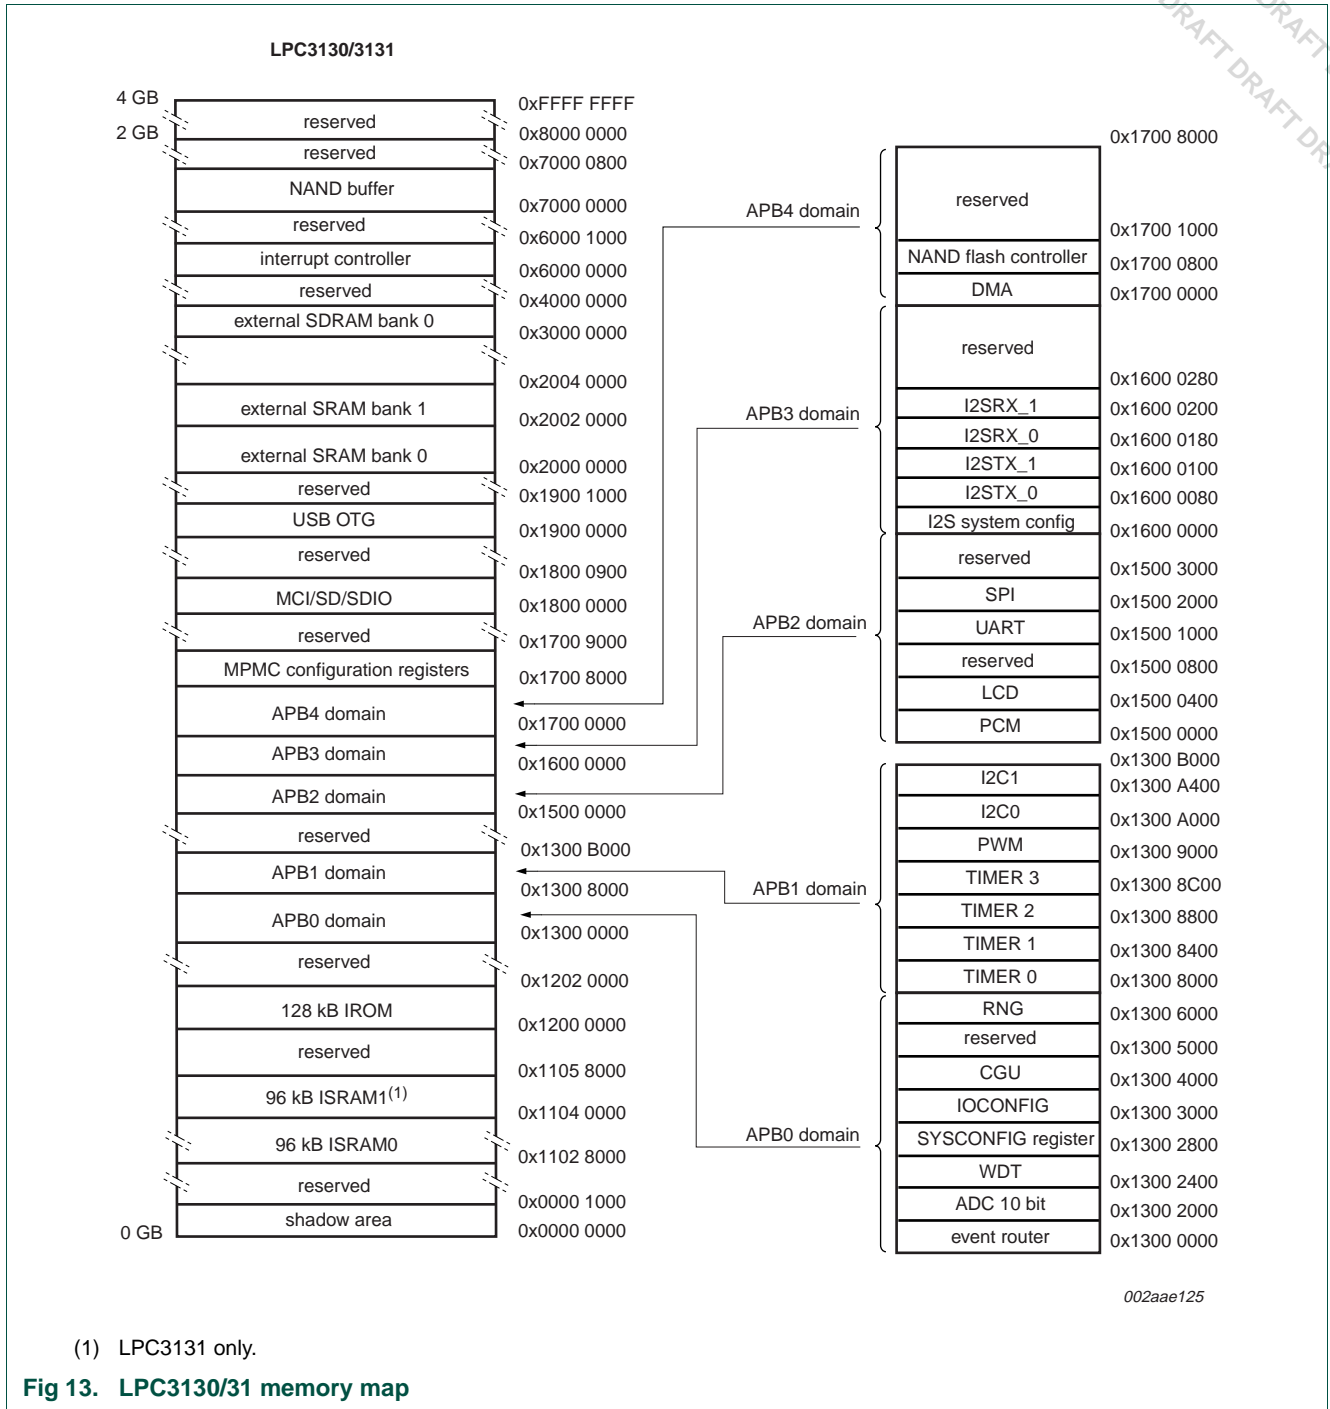 DRAFT DRAFT DRAFT DRA
DRAFT
LPC3130/3131
4 GB
0xFFFF FFFF
reserved
2 GB
0x8000 0000
reserved
0x7000 0800
NAND buffer
0x7000 0000
reserved
0x6000 1000
interrupt controller
0x6000 0000
reserved
0x4000 0000
external SDRAM bank 0
0x3000 0000
0x2004 0000
external SRAM bank 1
0x2002 0000
external SRAM bank 0
0x2000 0000
reserved
0x1900 1000
USB OTG
0x1900 0000
reserved
0x1800 0900
MCI/SD/SDIO
0x1800 0000
reserved
0x1700 9000
MPMC configuration registers
0x1700 8000
APB4 domain
0x1700 0000
APB3 domain
0x1600 0000
APB2 domain
0x1500 0000
reserved
0x1300 B000
APB1 domain
0x1300 8000
APB0 domain
0x1300 0000
reserved
0x1202 0000
128 kB IROM
0x1200 0000
reserved
0x1105 8000
96 kB ISRAM1(1)
0x1104 0000
96 kB ISRAM0
0x1102 8000
reserved
0x0000 1000
shadow area
0 GB
0x0000 0000
APB4 domain
0x1700 8000
reserved
0x1700 1000
NAND flash controller
0x1700 0800
DMA
0x1700 0000
APB3 domain
reserved
0x1600 0280
I2SRX_1
0x1600 0200
I2SRX_0
0x1600 0180
I2STX_1
0x1600 0100
I2STX_0
0x1600 0080
I2S system config
0x1600 0000
APB2 domain
reserved
0x1500 3000
SPI
0x1500 2000
UART
0x1500 1000
reserved
0x1500 0800
LCD
0x1500 0400
PCM
0x1500 0000
APB1 domain
0x1300 B000
I2C1
0x1300 A400
I2C0
0x1300 A000
PWM
0x1300 9000
TIMER 3
0x1300 8C00
TIMER 2
0x1300 8800
TIMER 1
0x1300 8400
TIMER 0
0x1300 8000
APB0 domain
RNG
0x1300 6000
reserved
0x1300 5000
CGU
0x1300 4000
IOCONFIG
0x1300 3000
SYSCONFIG register
0x1300 2800
WDT
0x1300 2400
ADC 10 bit
0x1300 2000
event router
0x1300 0000
002aae125
(1) LPC3131 only.
Fig 13. LPC3130/31 memory map